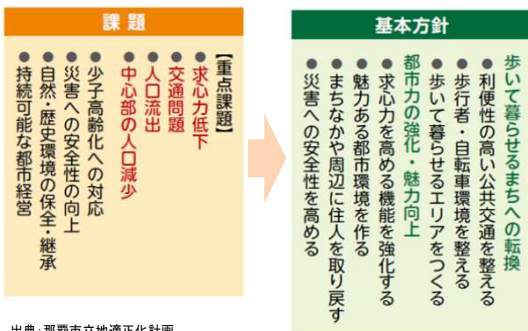 課題
【重点課題】
●求心力低下
●交通問題
●人口流出
●中心部の人口減少
●少子高齢化への対応
●災害への安全性の向上
●自然・歴史環境の保全・継承
●持続可能な都市経営
基本方針
歩いて暮らせるまちへの転換
●利便性の高い公共交通を整える
●歩行者・自転車環境を整える
●歩いて暮らせるエリアをつくる
都市力の強化・魅力向上
●求心力を高める機能を強化する
●魅力ある都市環境を作る
●まちなかや周辺に住人を取り戻す
●災害への安全性を高める
出典：那覇市立地適正化計画